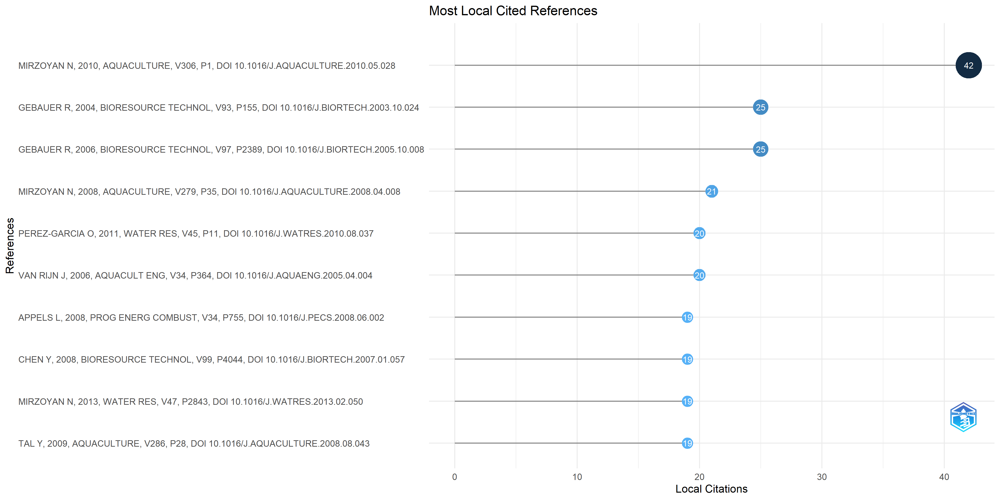 Most Local Cited References
References
MIRZOYAN N, 2010, AQUACULTURE, V306, P1, DOI 10.1016/J.AQUACULTURE.2010.05.028
42
GEBAUER R, 2004, BIORESOURCE TECHNOL, V93, P155, DOI 10.1016/J.BIORTECH.2003.10.024
25
GEBAUER R, 2006, BIORESOURCE TECHNOL, V97, P2389, DOI 10.1016/J.BIORTECH.2005.10.008
25
MIRZOYAN N, 2008, AQUACULTURE, V279, P35, DOI 10.1016/J.AQUACULTURE.2008.04.008
21
PEREZ-GARCIA O, 2011, WATER RES, V45, P11, DOI 10.1016/J.WATRES.2010.08.037
20
VAN RIJN J, 2006, AQUACULT ENG, V34, P364, DOI 10.1016/J.AQUAENG.2005.04.004
20
APPELS L, 2008, PROG ENERG COMBUST, V34, P755, DOI 10.1016/J.PECS.2008.06.002
19
CHEN Y, 2008, BIORESOURCE TECHNOL, V99, P4044, DOI 10.1016/J.BIORTECH.2007.01.057
19
MIRZOYAN N, 2013, WATER RES, V47, P2843, DOI 10.1016/J.WATRES.2013.02.050
19
BIBLIOMETRIX
TAL Y, 2009, AQUACULTURE, V286, P28, DOI 10.1016/J.AQUACULTURE.2008.08.043
19
0 10 20 30 40
Local Citations